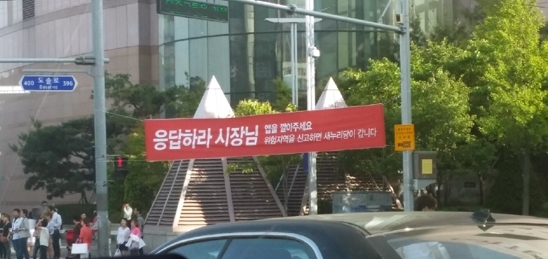 응답하라 시장님
앱을 깔아주세요
위험지역을 신고하면 새누리당이 갑니다
400 도산로 396